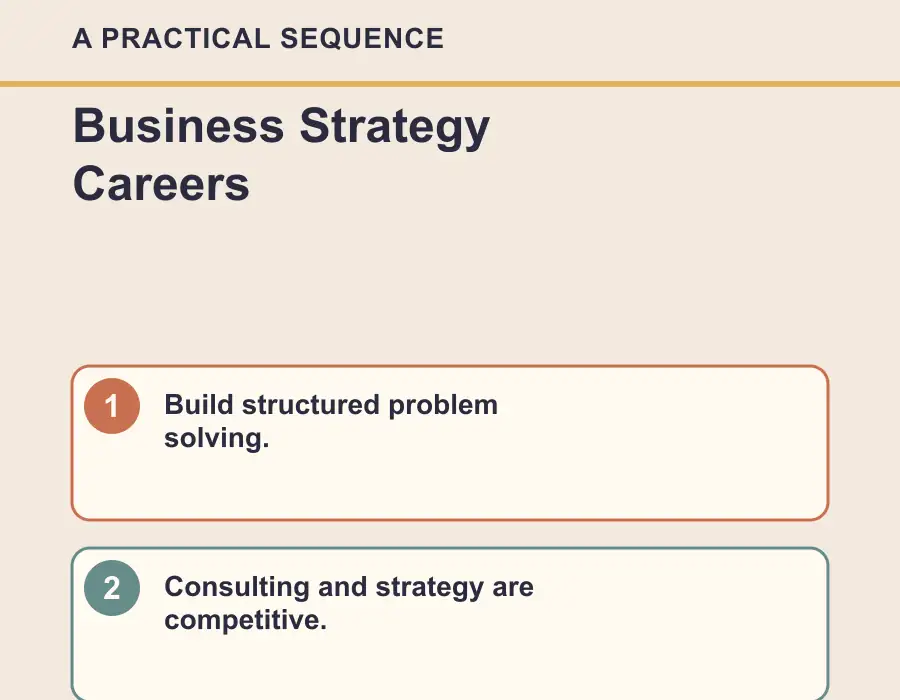 A PRACTICAL SEQUENCE
Business Strategy
Careers
1
Build structured problem
solving.
2
Consulting and strategy are
competitive.